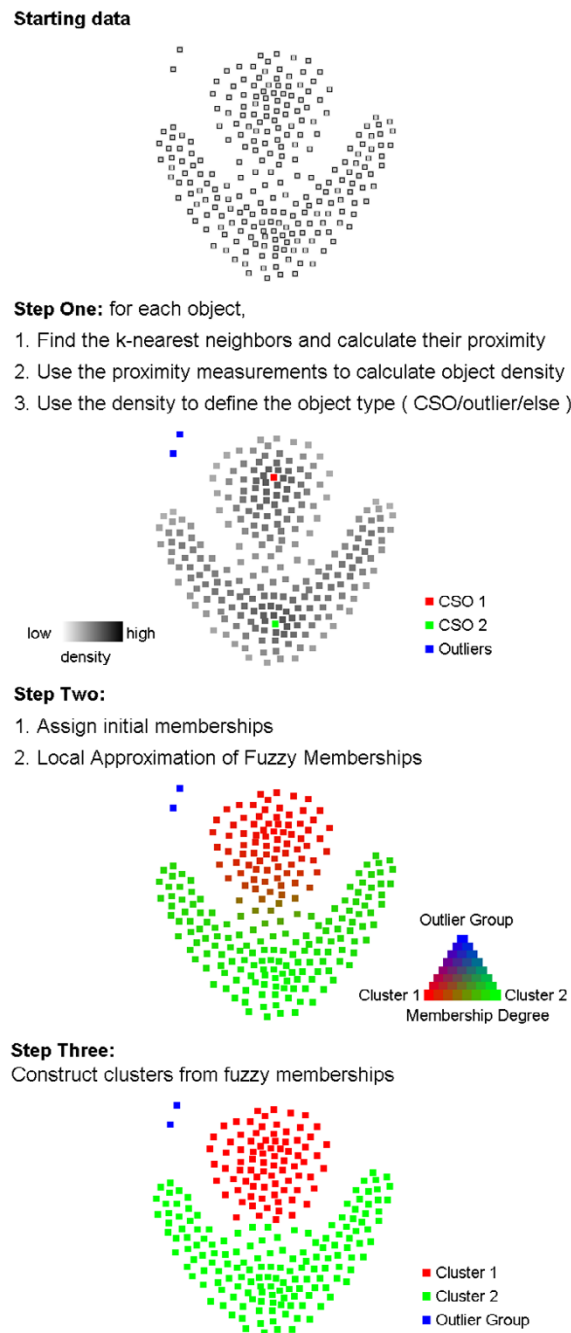 Starting data
Step One: for each object,
1. Find the k-nearest neighbors and calculate their proximity
2. Use the proximity measurements to calculate object density
3. Use the density to define the object type ( CSO/outlier/else )
low high
density
CSO 1
CSO 2
Outliers
Step Two:
1. Assign initial memberships
2. Local Approximation of Fuzzy Memberships
Outlier Group
Cluster 1 Cluster 2
Membership Degree
Step Three:
Construct clusters from fuzzy memberships
Cluster 1
Cluster 2
Outlier Group